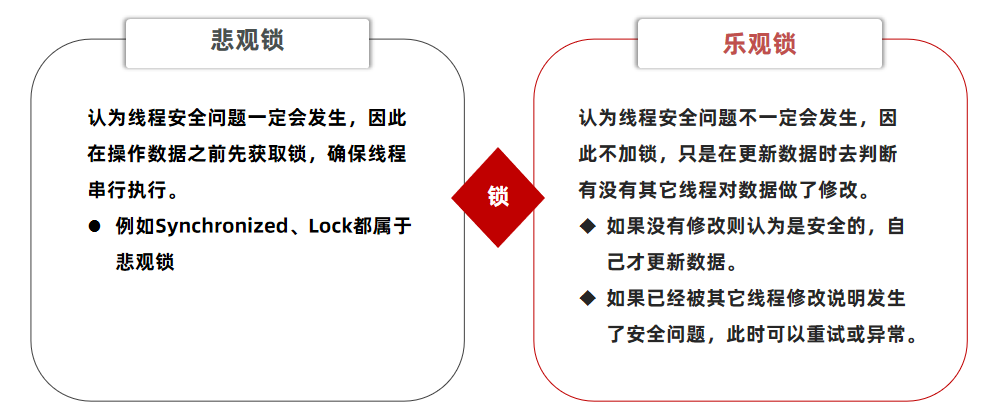 悲观锁
认为线程安全问题一定会发生，因此
在操作数据之前先获取锁，确保线程
串行执行。
● 例如Synchronized、Lock都属于
悲观锁
锁
乐观锁
认为线程安全问题不一定会发生，因
此不加锁，只是在更新数据时去判断
有没有其它线程对数据做了修改。
◆ 如果没有修改则认为是安全的，自
己才更新数据。
◆ 如果已经被其它线程修改说明发生
了安全问题，此时可以重试或异常。